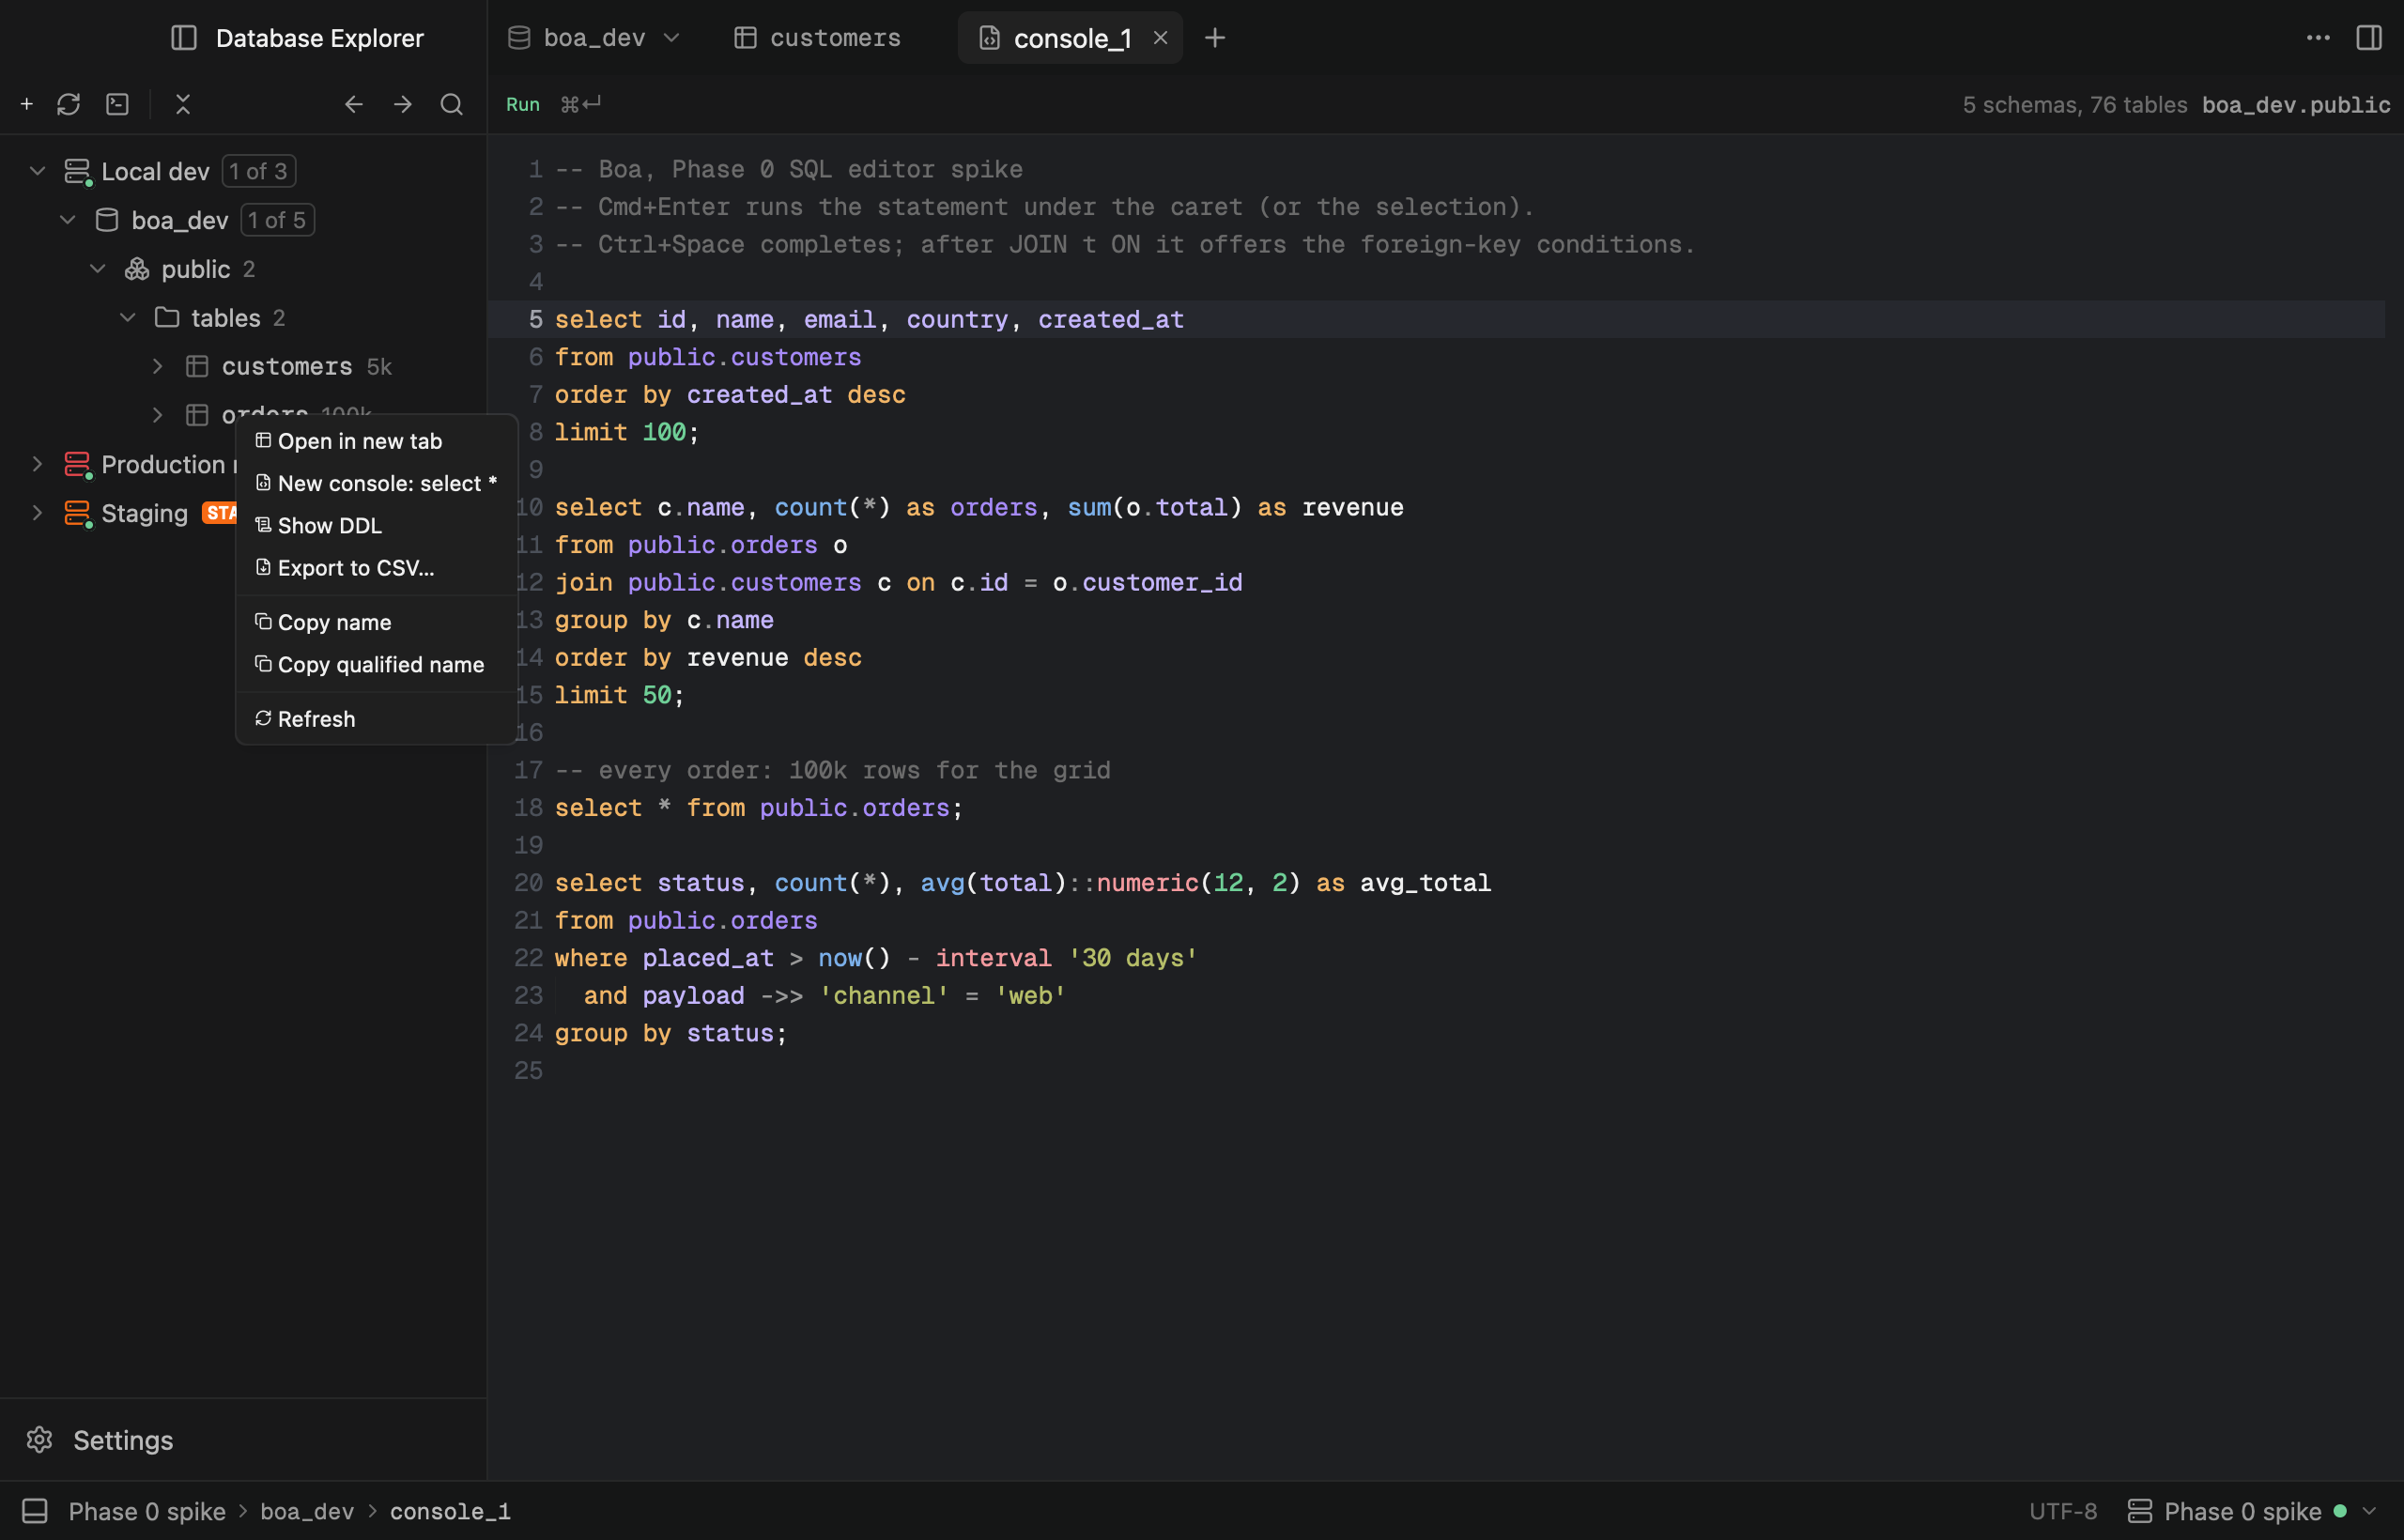 Database Explorer
boa_dev
customers
console_1
Run ⌘↵
5 schemas, 76 tables boa_dev.public
Local dev 1 of 3
boa_dev 1 of 5
public 2
tables 2
customers 5k
orders 100k
Production
Staging
Open in new tab
New console: select *
Show DDL
Export to CSV...
Copy name
Copy qualified name
Refresh
1 -- Boa, Phase 0 SQL editor spike
2 -- Cmd+Enter runs the statement under the caret (or the selection).
3 -- Ctrl+Space completes; after JOIN t ON it offers the foreign-key conditions.
4
5 select id, name, email, country, created_at
6 from public.customers
7 order by created_at desc
8 limit 100;
9
10 select c.name, count(*) as orders, sum(o.total) as revenue
11 from public.orders o
12 join public.customers c on c.id = o.customer_id
13 group by c.name
14 order by revenue desc
15 limit 50;
16
17 -- every order: 100k rows for the grid
18 select * from public.orders;
19
20 select status, count(*), avg(total)::numeric(12, 2) as avg_total
21 from public.orders
22 where placed_at > now() - interval '30 days'
23   and payload ->> 'channel' = 'web'
24 group by status;
25
Settings
Phase 0 spike > boa_dev > console_1
UTF-8
Phase 0 spike